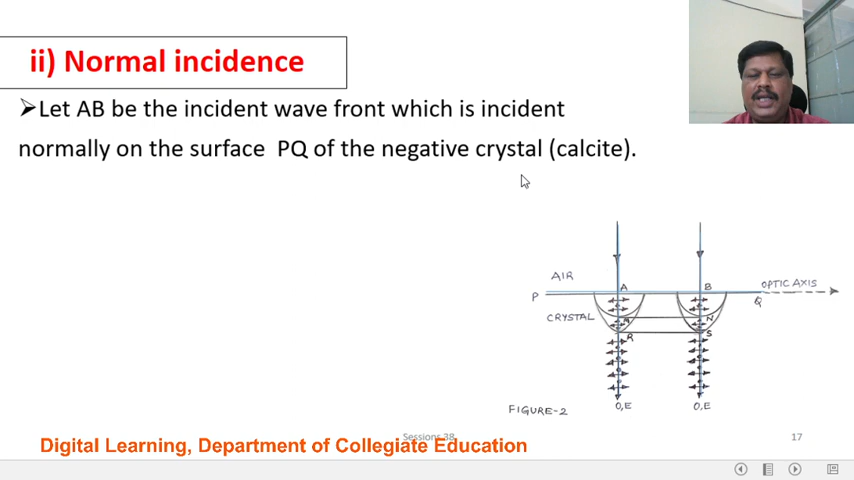 ii) Normal incidence
➢Let AB be the incident wave front which is incident
normally on the surface PQ of the negative crystal (calcite).
AIR
A
B
OPTIC AXIS
P
Q
CRYSTAL
M
N
R
S
FIGURE-2
O,E
O,E
Sessions 38
17
Digital Learning, Department of Collegiate Education